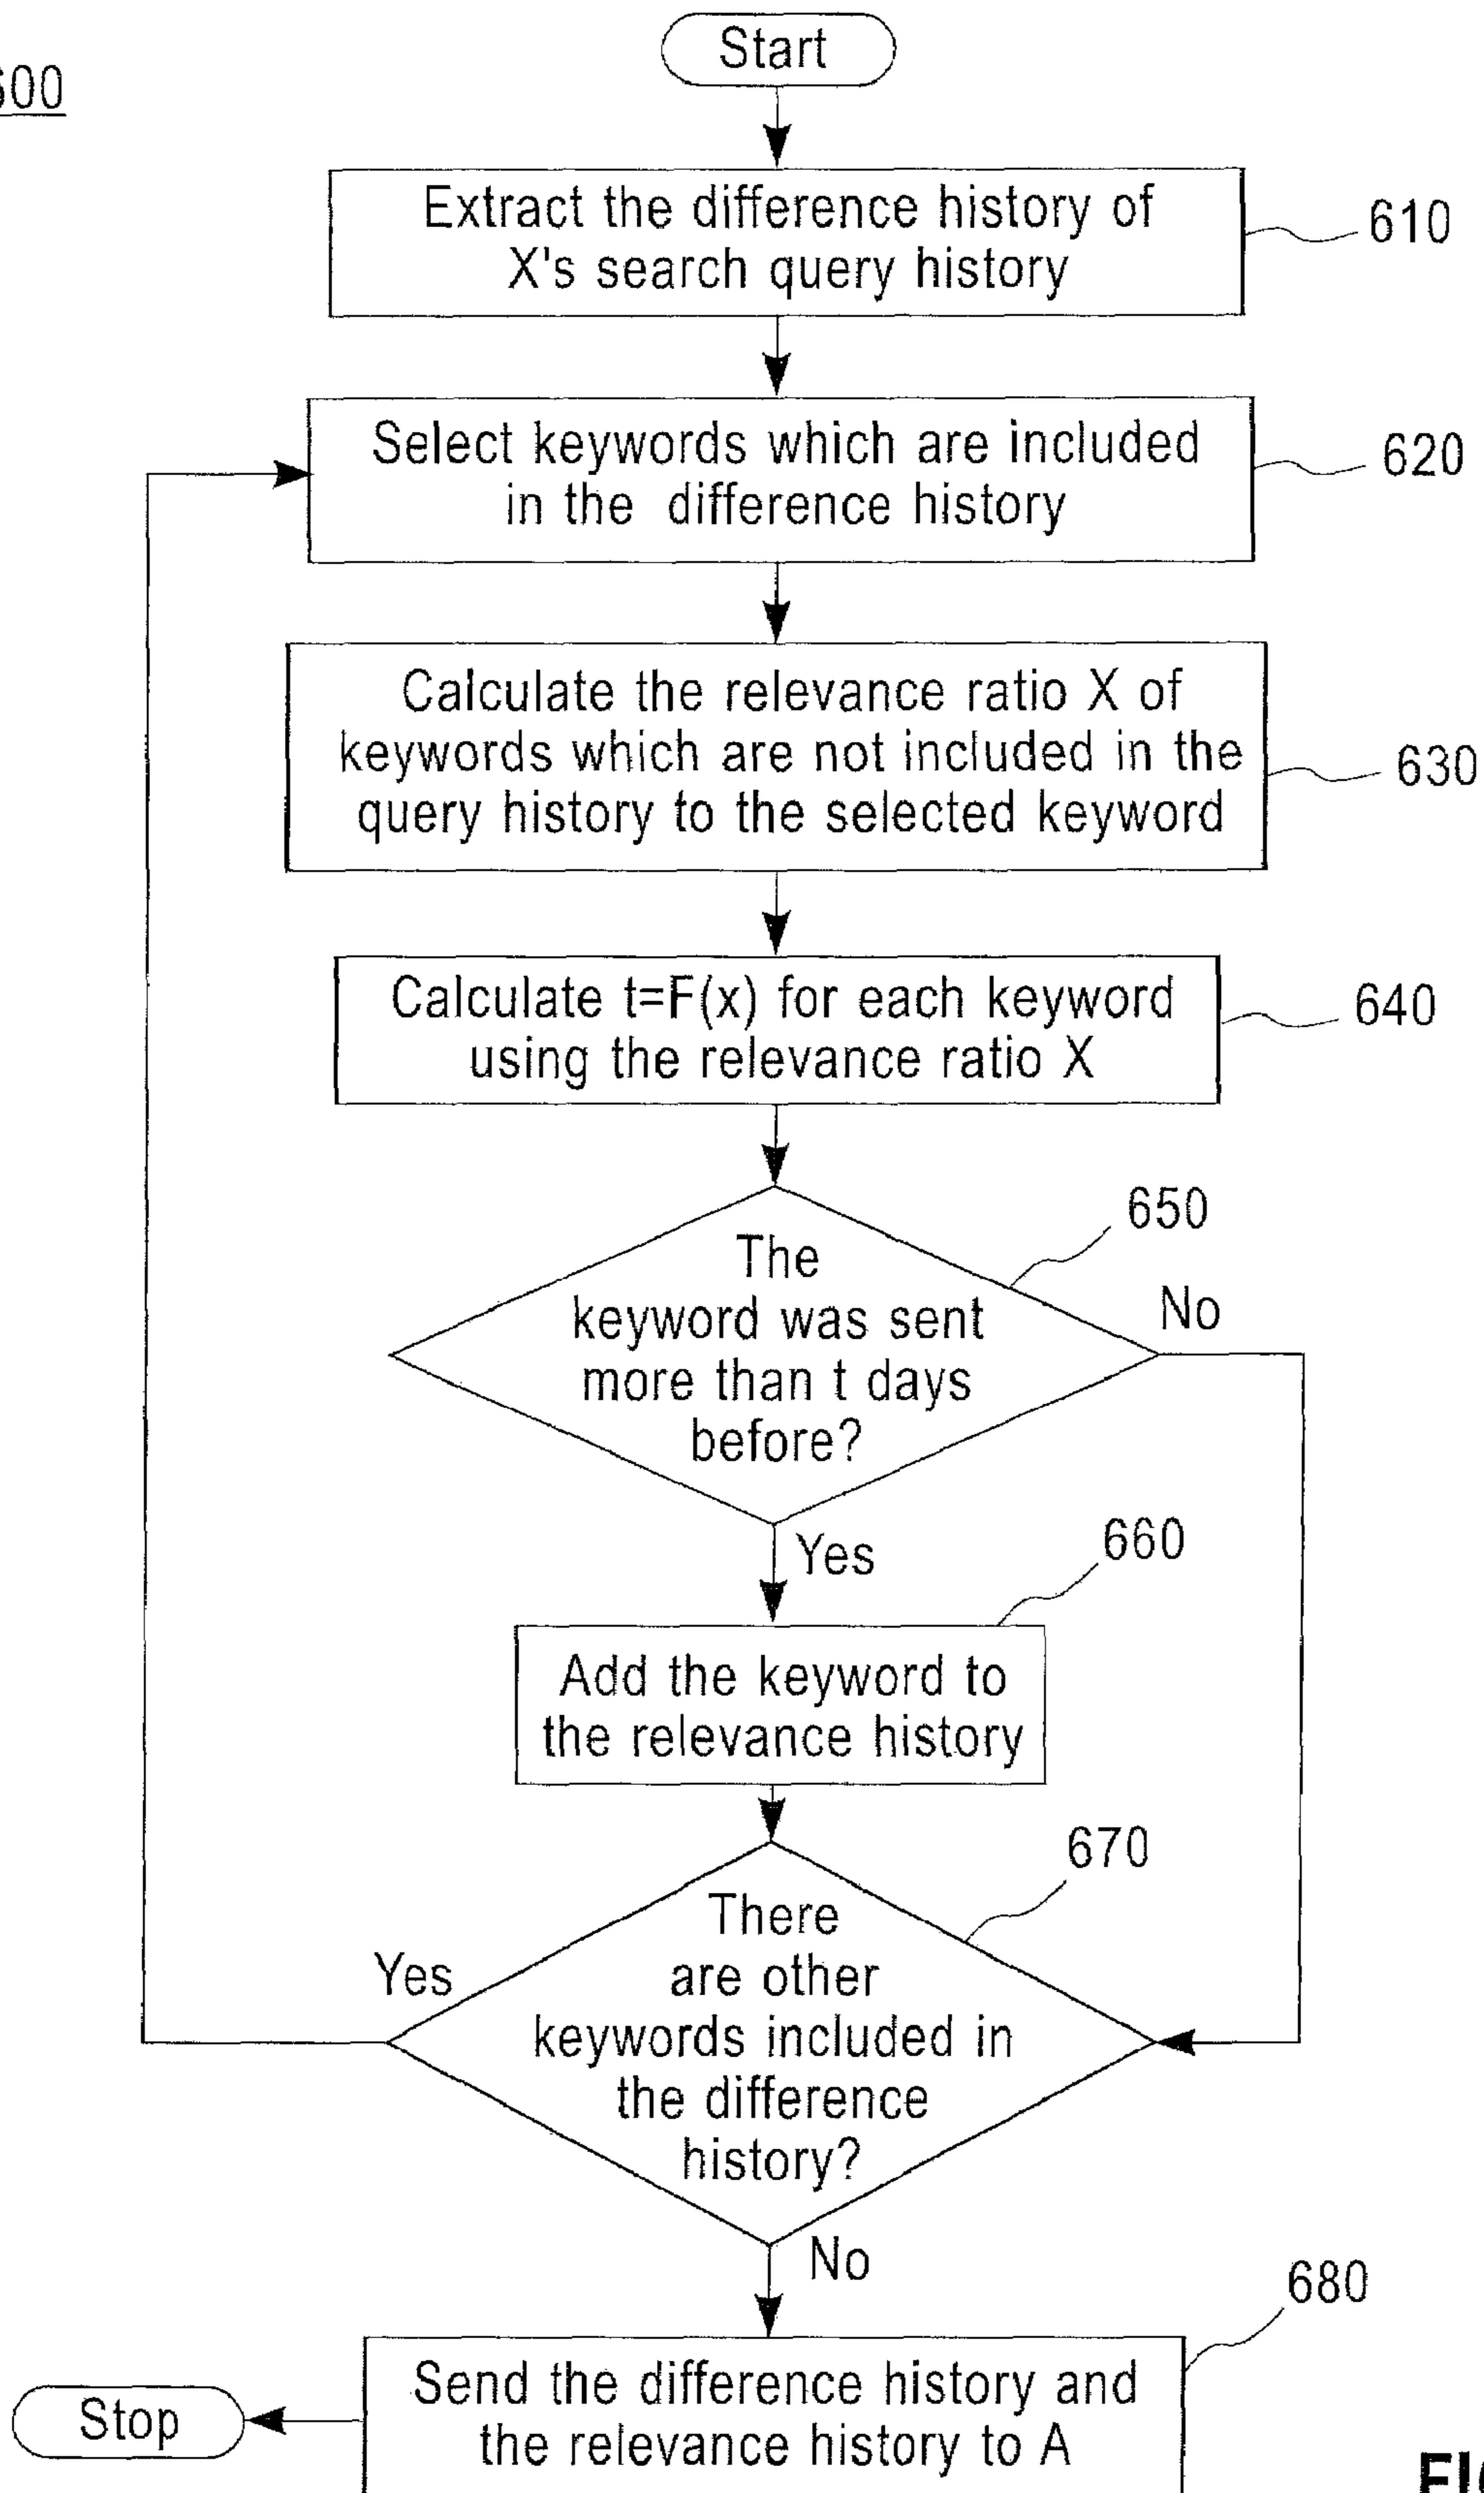 Start
Extract the difference history of
X's search query history
610
Select keywords which are included
in the difference history
620
Calculate the relevance ratio X of
keywords which are not included in the
query history to the selected keyword
630
Calculate t=F(x) for each keyword
using the relevance ratio X
640
The
keyword was sent
more than t days
before?
650
No
Yes
660
Add the keyword to
the relevance history
670
There
are other
keywords included in
the difference
history?
Yes
No
680
Send the difference history and
the relevance history to A
Stop